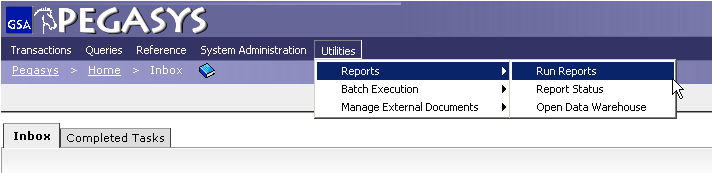 GSA PEGASYS
Transactions Queries Reference System Administration Utilities
Pegasys > Home > Inbox
Reports
Batch Execution
Manage External Documents
Run Reports
Report Status
Open Data Warehouse
Inbox Completed Tasks